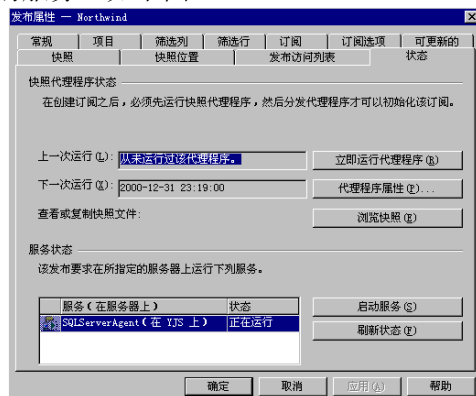 发布属性 — Northwind
常规 项目 筛选列 筛选行 订阅 订阅选项 可更新的
快照 快照位置 发布访问列表 状态
快照代理程序状态
在创建订阅之后，必须先运行快照代理程序，然后分发代理程序才可以初始化该订阅。
上一次运行(L): 从未运行过该代理程序。 立即运行代理程序(R)
下一次运行(X): 2000-12-31 23:19:00 代理程序属性(P)...
查看或复制快照文件: 浏览快照(E)
服务状态
该发布要求在所指定的服务器上运行下列服务。
服务(在服务器上) 状态 启动服务(S)
SQLServerAgent(在 YJS 上) 正在运行 刷新状态(F)
确定 取消 应用(A) 帮助